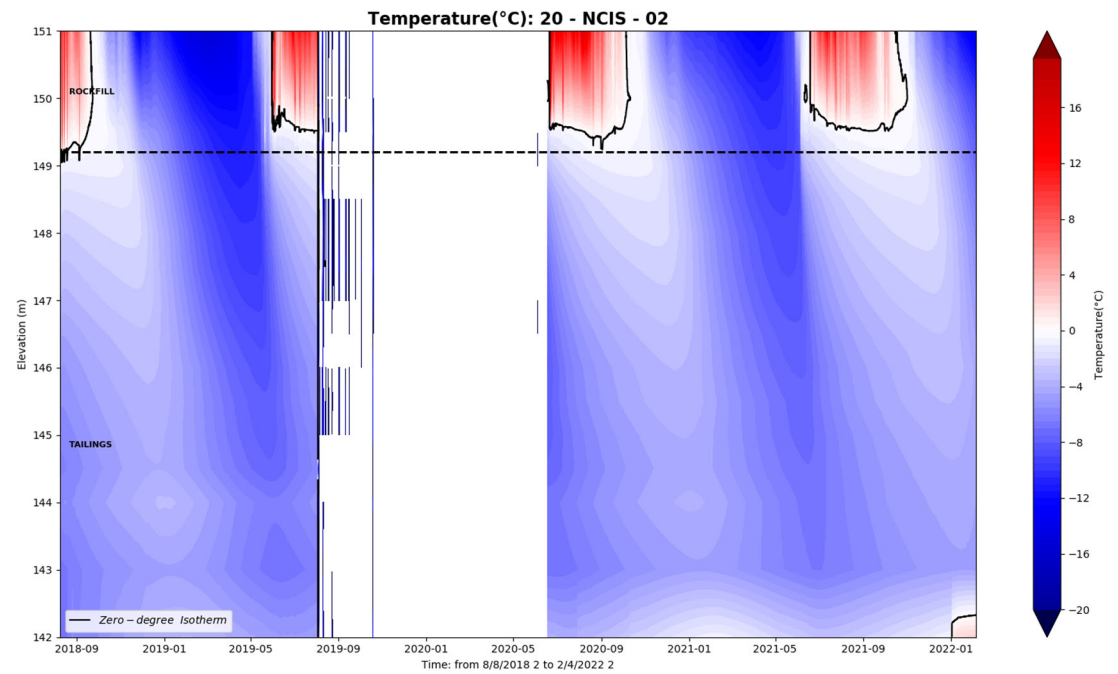 Temperature(°C): 20 - NCIS - 02
151
150
149
148
147
146
145
144
143
142
Elevation (m)
ROCKFILL
TAILINGS
Zero - degree Isotherm
2018-09 2019-01 2019-05 2019-09 2020-01 2020-05 2020-09 2021-01 2021-05 2021-09 2022-01
Time: from 8/8/2018 2 to 2/4/2022 2
16
12
8
4
0
−4
−8
−12
−16
−20
Temperature(°C)